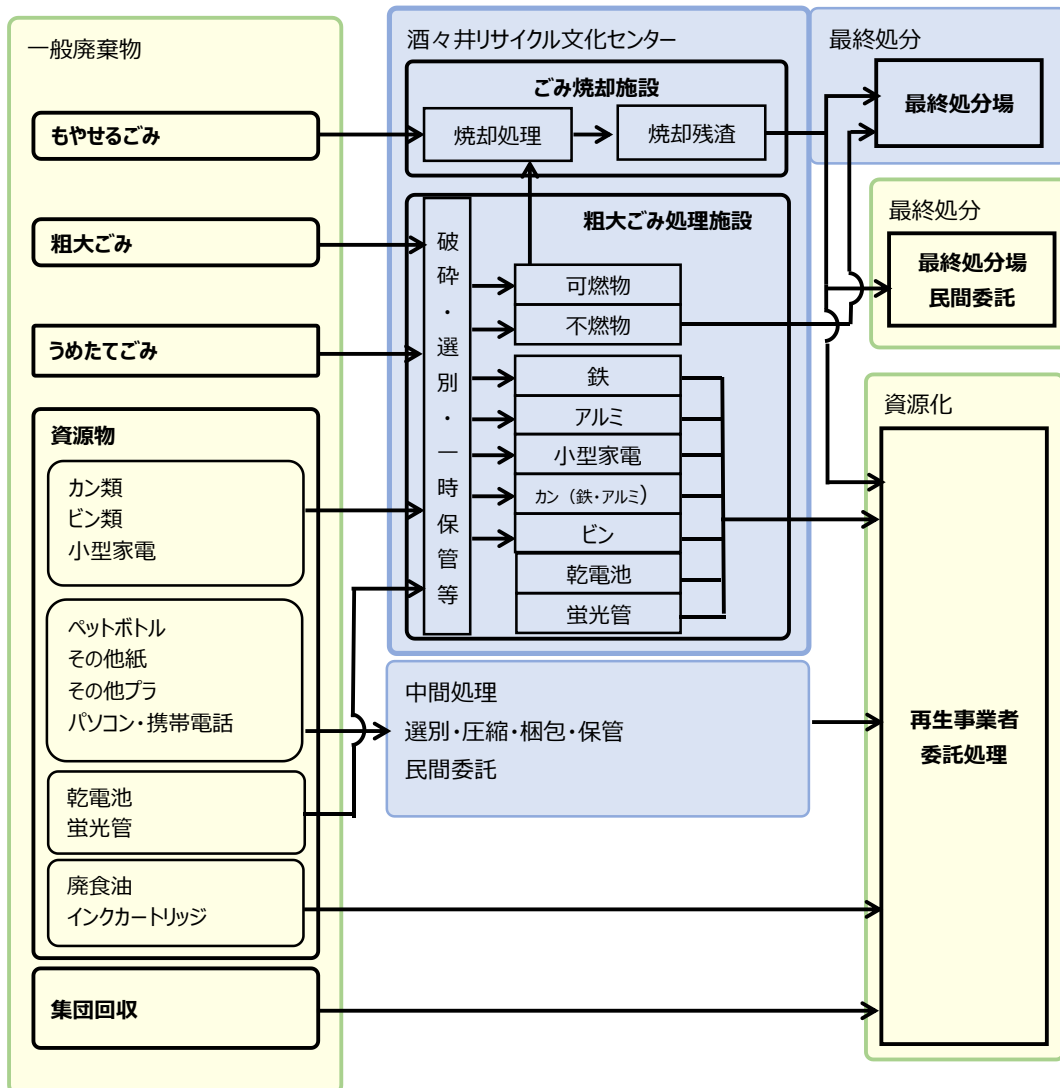 一般廃棄物
もやせるごみ
粗大ごみ
うめたてごみ
資源物
カン類
ビン類
小型家電
ペットボトル
その他紙
その他プラ
パソコン・携帯電話
乾電池
蛍光管
廃食油
インクカートリッジ
集団回収
酒々井リサイクル文化センター
ごみ焼却施設
焼却処理
焼却残渣
粗大ごみ処理施設
破砕・選別・一時保管等
可燃物
不燃物
鉄
アルミ
小型家電
カン（鉄・アルミ）
ビン
乾電池
蛍光管
中間処理
選別・圧縮・梱包・保管
民間委託
最終処分
最終処分場
最終処分
最終処分場
民間委託
資源化
再生事業者
委託処理